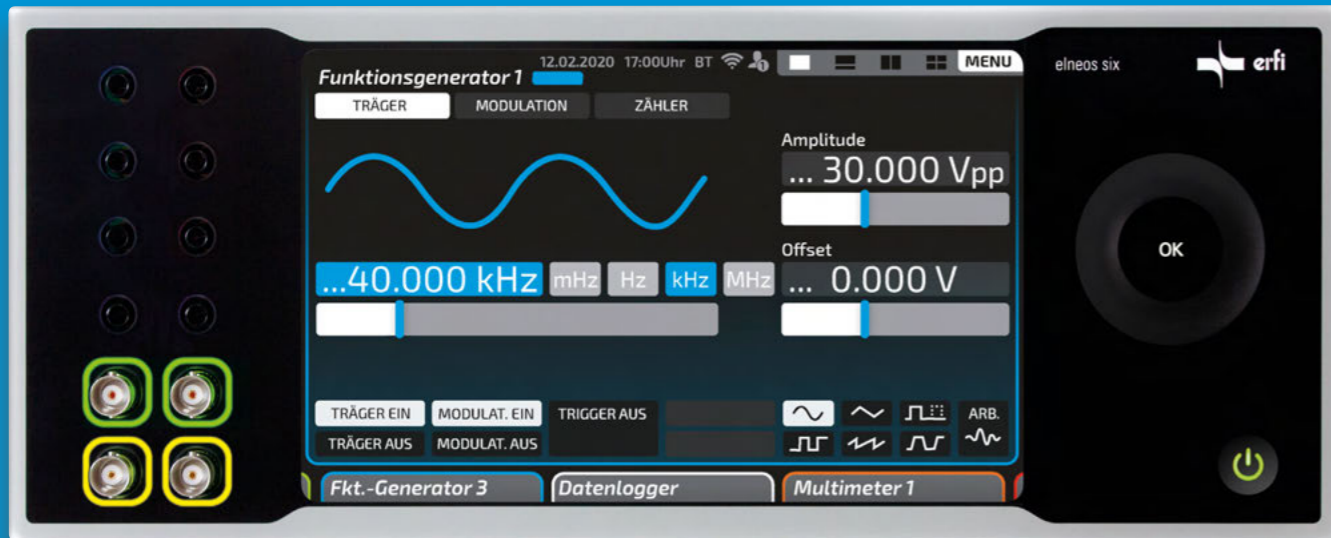 12.02.2020 17:00Uhr BT 1 MENU
Funktionsgenerator 1
TRÄGER MODULATION ZÄHLER
Amplitude
... 30.000 Vpp
Offset
...40.000 kHz mHz Hz kHz MHz ... 0.000 V
TRÄGER EIN MODULAT. EIN TRIGGER AUS ARB.
TRÄGER AUS MODULAT. AUS
Fkt.-Generator 3 Datenlogger Multimeter 1
elneos six erfi
OK